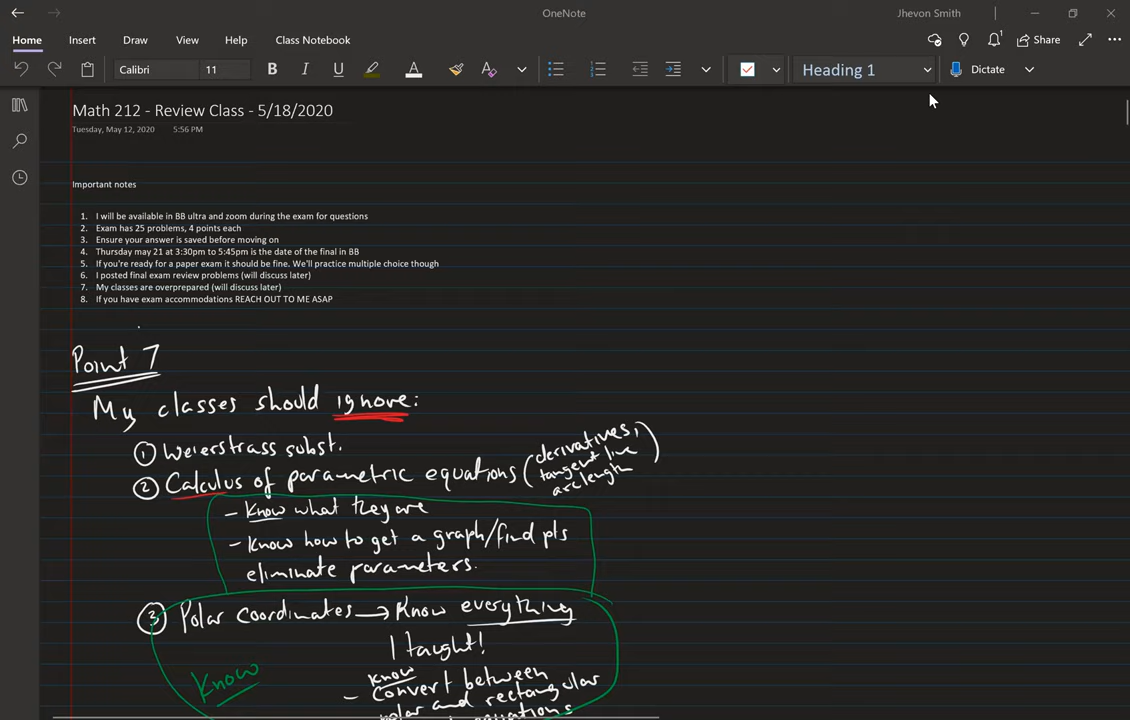 OneNote
Jhevon Smith
Home Insert Draw View Help Class Notebook
1
Share
Calibri 11 B I U A A Heading 1 Dictate
Math 212 - Review Class - 5/18/2020
Tuesday, May 12, 2020 5:56 PM
Important notes
1. I will be available in BB ultra and zoom during the exam for questions
2. Exam has 25 problems, 4 points each
3. Ensure your answer is saved before moving on
4. Thursday may 21 at 3:30pm to 5:45pm is the date of the final in BB
5. If you're ready for a paper exam it should be fine. We'll practice multiple choice though
6. I posted final exam review problems (will discuss later)
7. My classes are overprepared (will discuss later)
8. If you have exam accommodations REACH OUT TO ME ASAP
Point 7
My classes should ignore:
① Weierstrass subst.
② Calculus of parametric equations (derivatives,
tangent line
arc length)
- Know what they are
- Know how to get a graph/find pts
eliminate parameters.
③ Polar coordinates → Know everything
I taught!
Know
know
- Convert between
polar and rectangular
equations